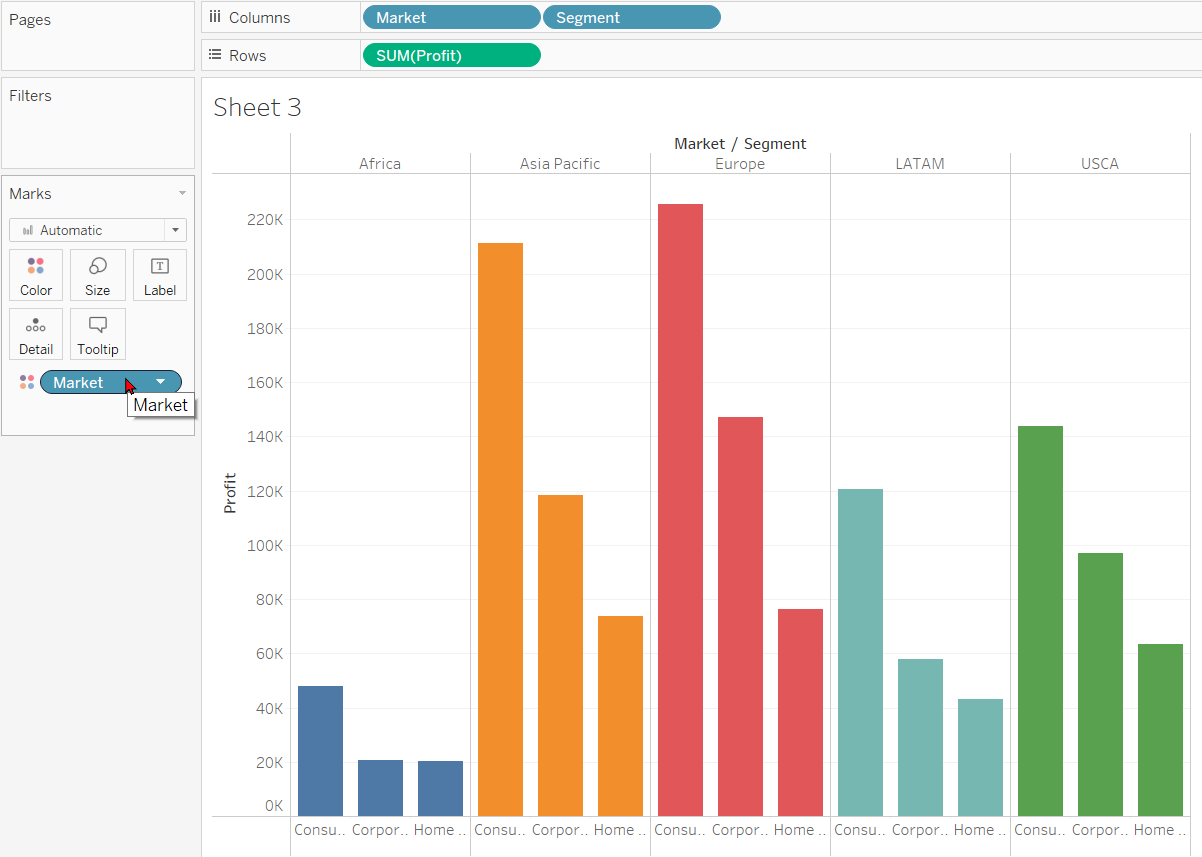 Pages
Columns
Market
Segment
Rows
SUM(Profit)
Filters
Marks
Automatic
Color
Size
Label
Detail
Tooltip
Market
Market
Sheet 3
Market / Segment
Africa
Asia Pacific
Europe
LATAM
USCA
Profit
220K
200K
180K
160K
140K
120K
100K
80K
60K
40K
20K
0K
Consu.. Corpor.. Home .. Consu.. Corpor.. Home .. Consu.. Corpor.. Home .. Consu.. Corpor.. Home .. Consu.. Corpor.. Home ..